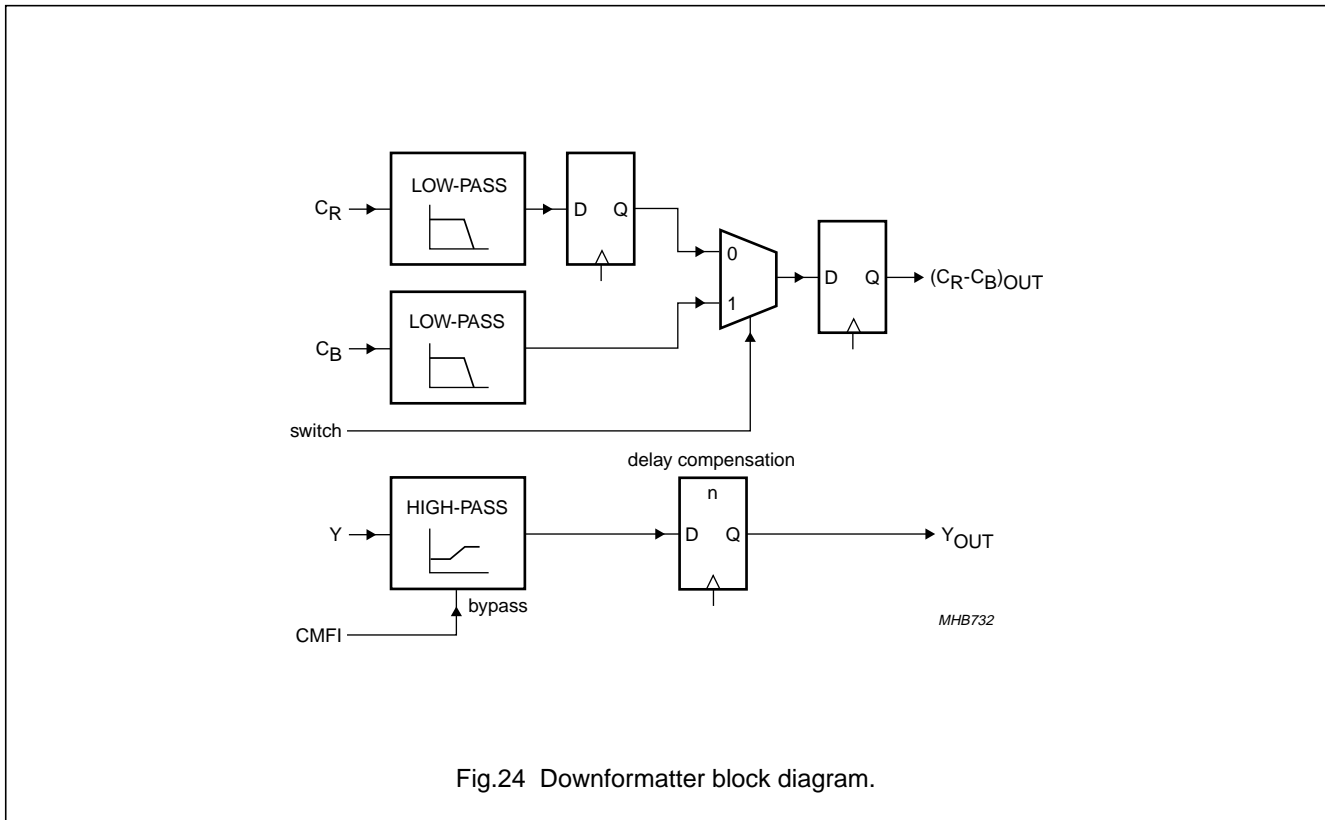 LOW-PASS
C_R
D Q
0
1
D Q
(C_R-C_B)OUT
LOW-PASS
C_B
switch
delay compensation
n
HIGH-PASS
Y
D Q
Y_OUT
bypass
CMFI
MHB732
Fig.24 Downformatter block diagram.